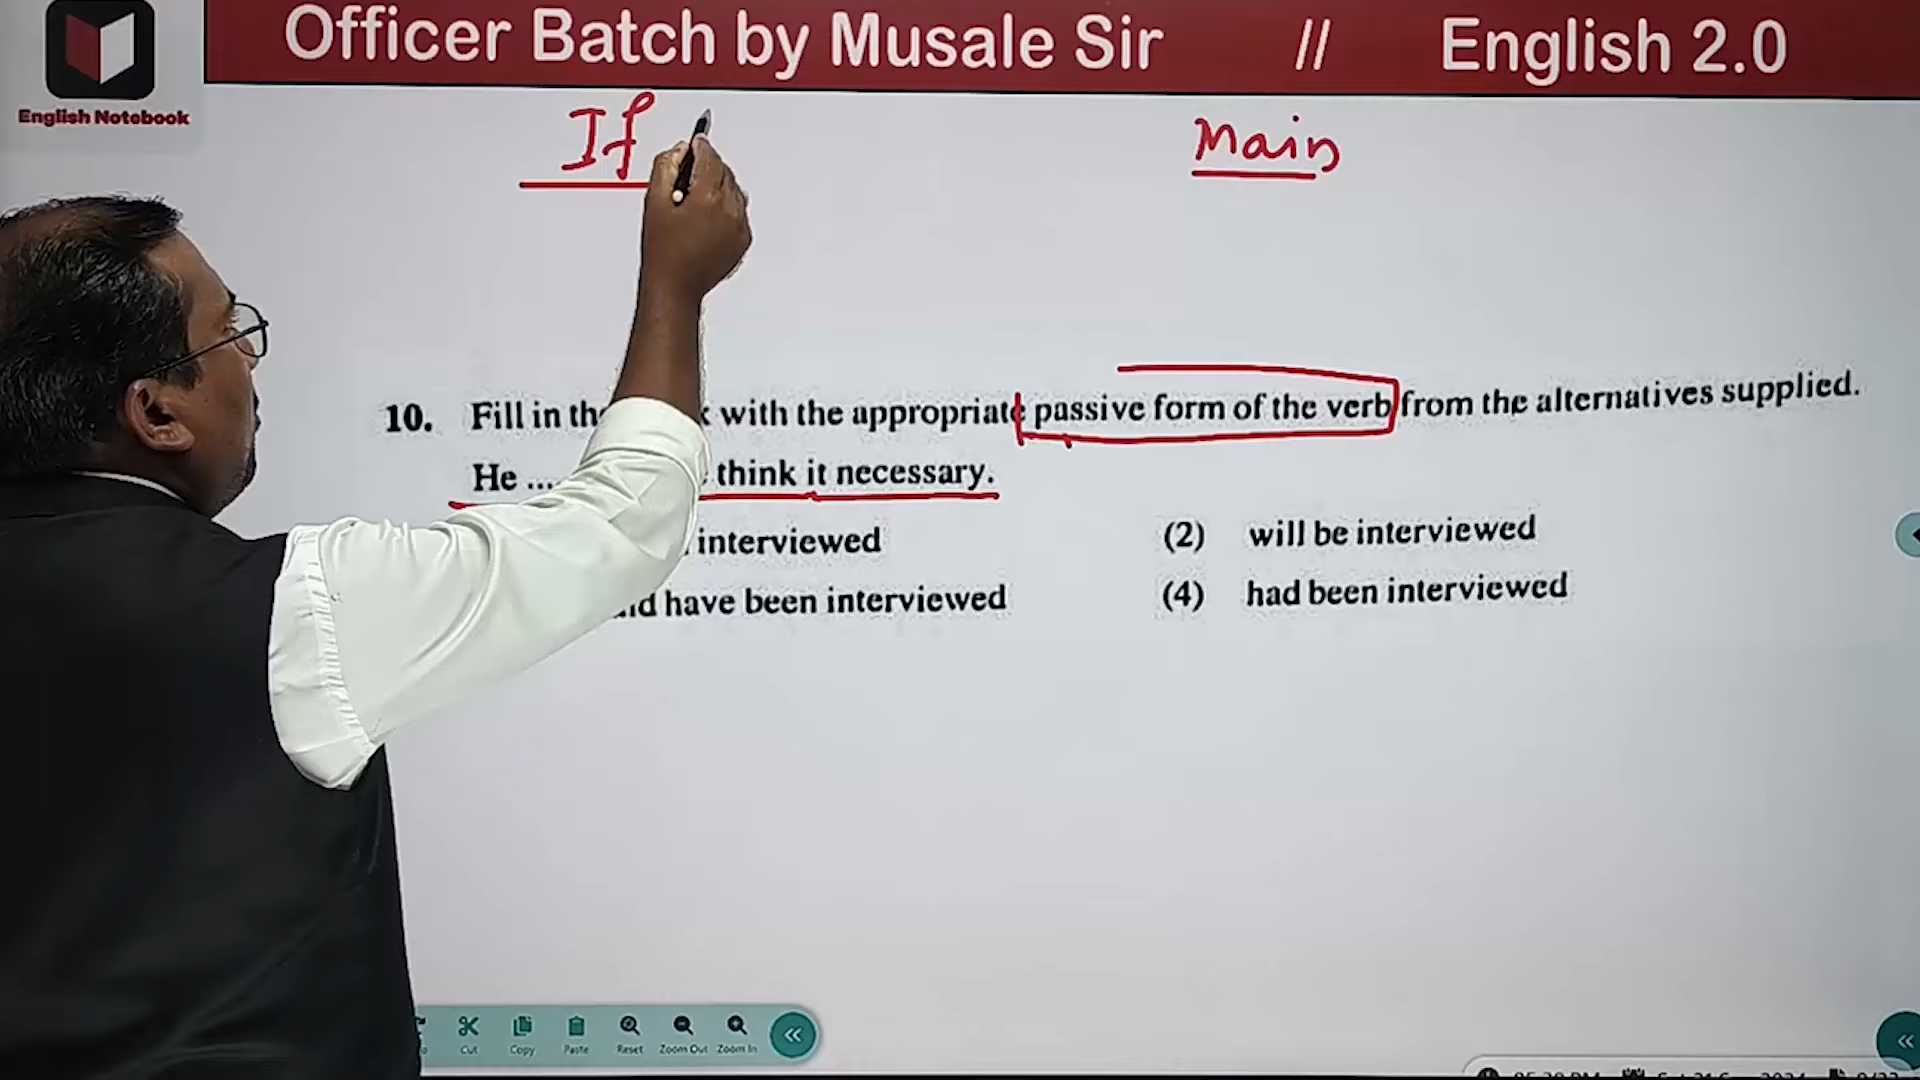 Officer Batch by Musale Sir // English 2.0
English Notebook
If Main
10. Fill in with the appropriate passive form of the verb from the alternatives supplied.
He ... think it necessary.
interviewed (2) will be interviewed
have been interviewed (4) had been interviewed
Cut Copy Paste Reset Zoom Out Zoom In